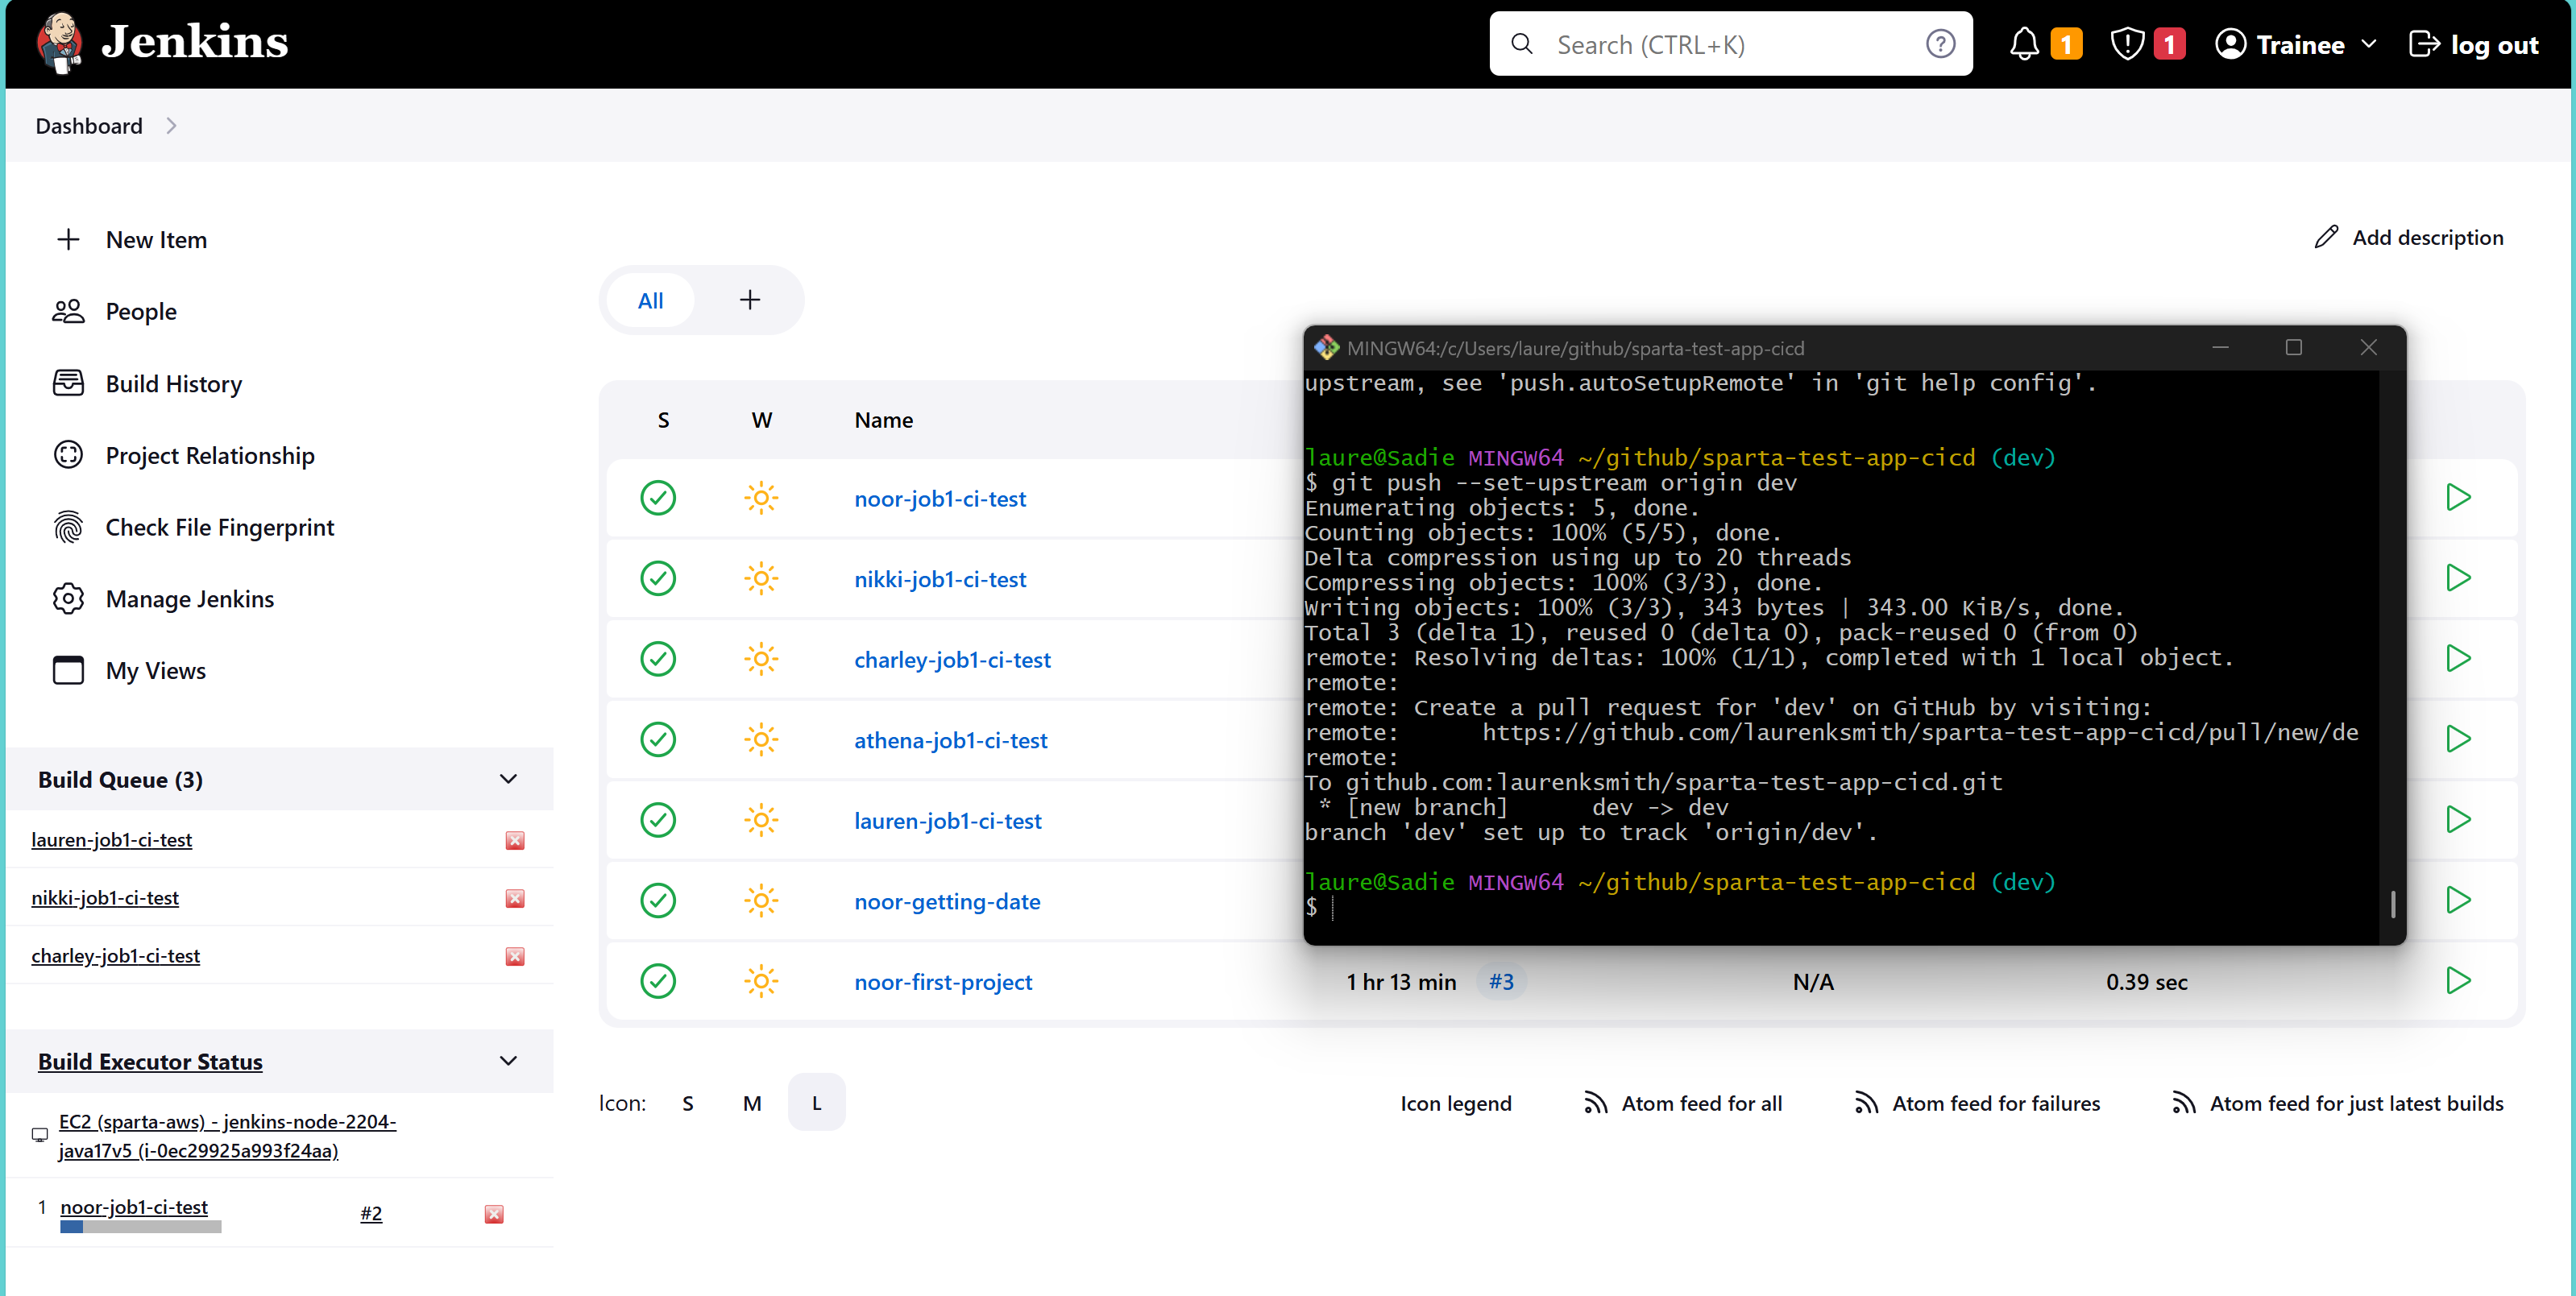 Jenkins
Search (CTRL+K)
1
1
Trainee
log out
Dashboard
New Item
People
Build History
Project Relationship
Check File Fingerprint
Manage Jenkins
My Views
Build Queue (3)
lauren-job1-ci-test
nikki-job1-ci-test
charley-job1-ci-test
Build Executor Status
EC2 (sparta-aws) - jenkins-node-2204-
java17v5 (i-0ec29925a993f24aa)
1 noor-job1-ci-test #2
Add description
All
S W Name
noor-job1-ci-test
nikki-job1-ci-test
charley-job1-ci-test
athena-job1-ci-test
lauren-job1-ci-test
noor-getting-date
noor-first-project 1 hr 13 min #3 N/A 0.39 sec
Icon: S M L
Icon legend
Atom feed for all
Atom feed for failures
Atom feed for just latest builds
MINGW64:/c/Users/laure/github/sparta-test-app-cicd
upstream, see 'push.autoSetupRemote' in 'git help config'.
laure@Sadie MINGW64 ~/github/sparta-test-app-cicd (dev)
$ git push --set-upstream origin dev
Enumerating objects: 5, done.
Counting objects: 100% (5/5), done.
Delta compression using up to 20 threads
Compressing objects: 100% (3/3), done.
Writing objects: 100% (3/3), 343 bytes | 343.00 KiB/s, done.
Total 3 (delta 1), reused 0 (delta 0), pack-reused 0 (from 0)
remote: Resolving deltas: 100% (1/1), completed with 1 local object.
remote:
remote: Create a pull request for 'dev' on GitHub by visiting:
remote:      https://github.com/laurenksmith/sparta-test-app-cicd/pull/new/de
remote:
To github.com:laurenksmith/sparta-test-app-cicd.git
 * [new branch]      dev -> dev
branch 'dev' set up to track 'origin/dev'.
laure@Sadie MINGW64 ~/github/sparta-test-app-cicd (dev)
$